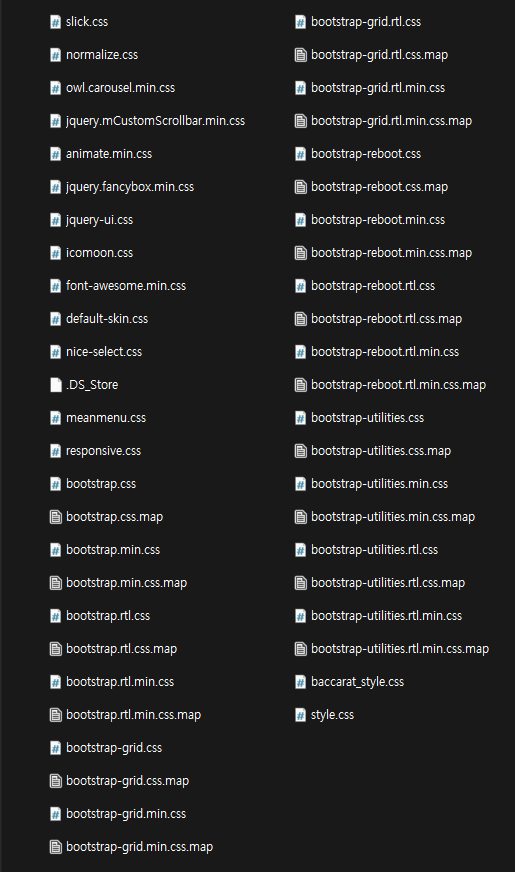 slick.css
normalize.css
owl.carousel.min.css
jquery.mCustomScrollbar.min.css
animate.min.css
jquery.fancybox.min.css
jquery-ui.css
icomoon.css
font-awesome.min.css
default-skin.css
nice-select.css
.DS_Store
meanmenu.css
responsive.css
bootstrap.css
bootstrap.css.map
bootstrap.min.css
bootstrap.min.css.map
bootstrap.rtl.css
bootstrap.rtl.css.map
bootstrap.rtl.min.css
bootstrap.rtl.min.css.map
bootstrap-grid.css
bootstrap-grid.css.map
bootstrap-grid.min.css
bootstrap-grid.min.css.map
bootstrap-grid.rtl.css
bootstrap-grid.rtl.css.map
bootstrap-grid.rtl.min.css
bootstrap-grid.rtl.min.css.map
bootstrap-reboot.css
bootstrap-reboot.css.map
bootstrap-reboot.min.css
bootstrap-reboot.min.css.map
bootstrap-reboot.rtl.css
bootstrap-reboot.rtl.css.map
bootstrap-reboot.rtl.min.css
bootstrap-reboot.rtl.min.css.map
bootstrap-utilities.css
bootstrap-utilities.css.map
bootstrap-utilities.min.css
bootstrap-utilities.min.css.map
bootstrap-utilities.rtl.css
bootstrap-utilities.rtl.css.map
bootstrap-utilities.rtl.min.css
bootstrap-utilities.rtl.min.css.map
baccarat_style.css
style.css